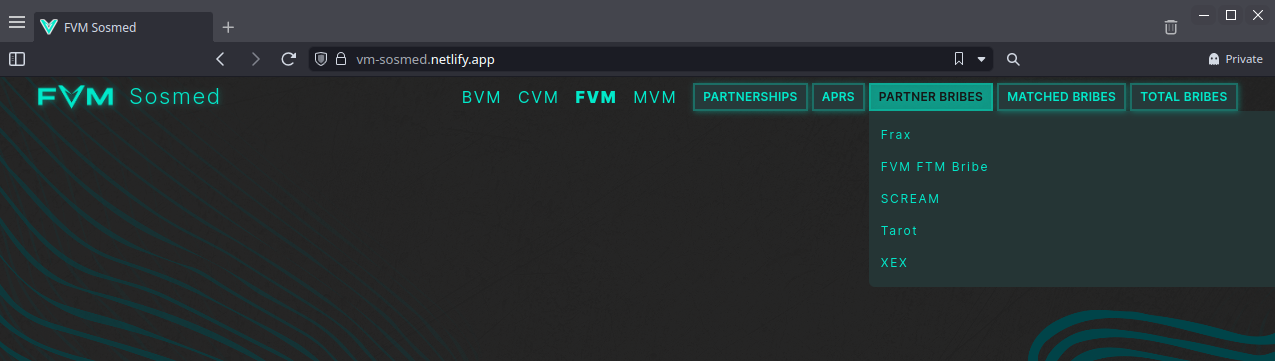 FVM Sosmed
vm-sosmed.netlify.app
Private
FVM Sosmed
BVM CVM FVM MVM PARTNERSHIPS APRS PARTNER BRIBES MATCHED BRIBES TOTAL BRIBES
Frax
FVM FTM Bribe
SCREAM
Tarot
XEX